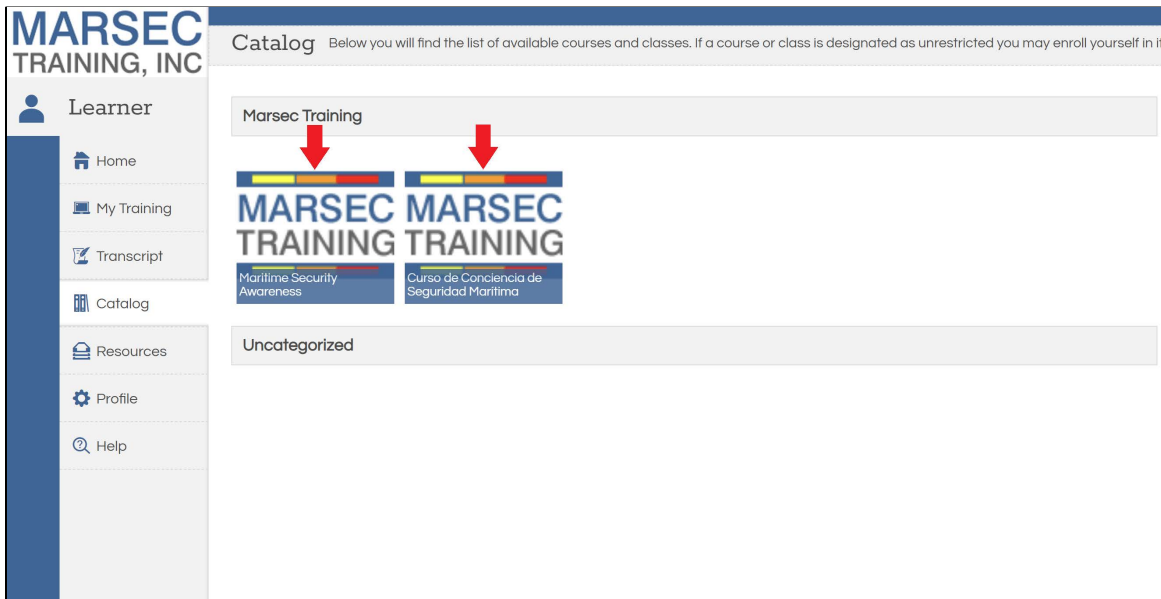 MARSEC
TRAINING, INC
Catalog Below you will find the list of available courses and classes. If a course or class is designated as unrestricted you may enroll yourself in it
Learner
Home
My Training
Transcript
Catalog
Resources
Profile
Help
Marsec Training
MARSEC
TRAINING
Maritime Security
Awareness
MARSEC
TRAINING
Curso de Conciencia de
Seguridad Marítima
Uncategorized